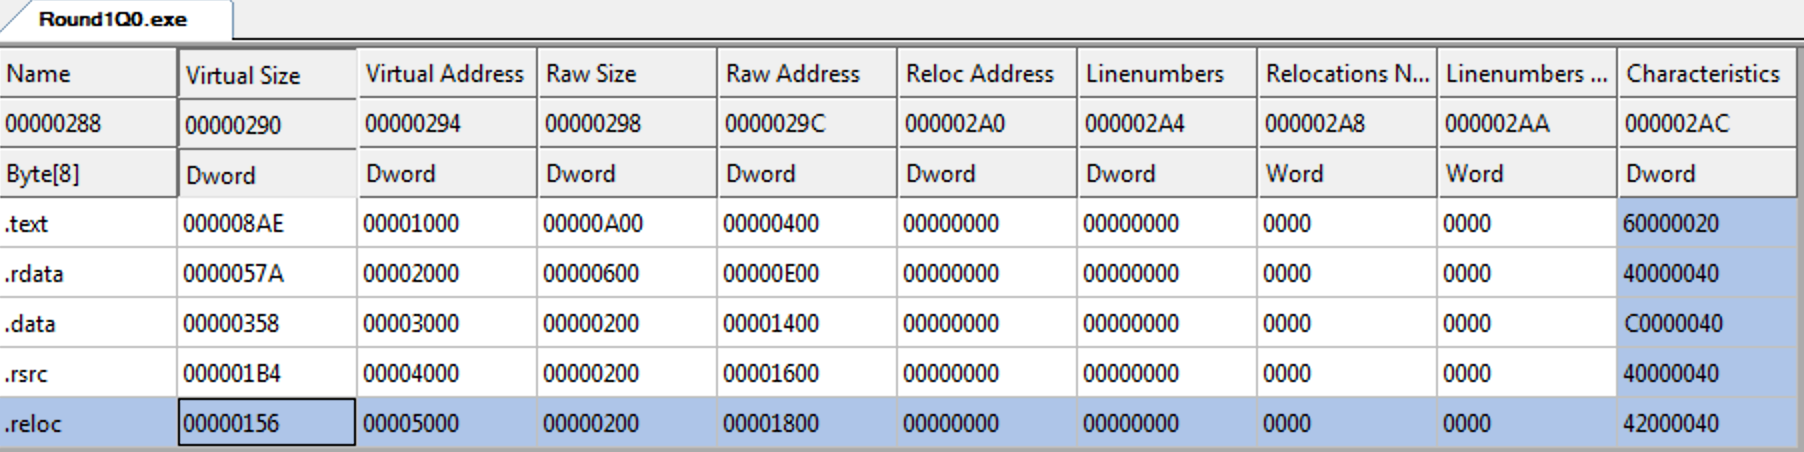 Round1Q0.exe
Name Virtual Size Virtual Address Raw Size Raw Address Reloc Address Linenumbers Relocations N... Linenumbers ... Characteristics
00000288 00000290 00000294 00000298 0000029C 000002A0 000002A4 000002A8 000002AA 000002AC
Byte[8] Dword Dword Dword Dword Dword Dword Word Word Dword
.text 000008AE 00001000 00000A00 00000400 00000000 00000000 0000 0000 60000020
.rdata 0000057A 00002000 00000600 00000E00 00000000 00000000 0000 0000 40000040
.data 00000358 00003000 00000200 00001400 00000000 00000000 0000 0000 C0000040
.rsrc 000001B4 00004000 00000200 00001600 00000000 00000000 0000 0000 40000040
.reloc 00000156 00005000 00000200 00001800 00000000 00000000 0000 0000 42000040